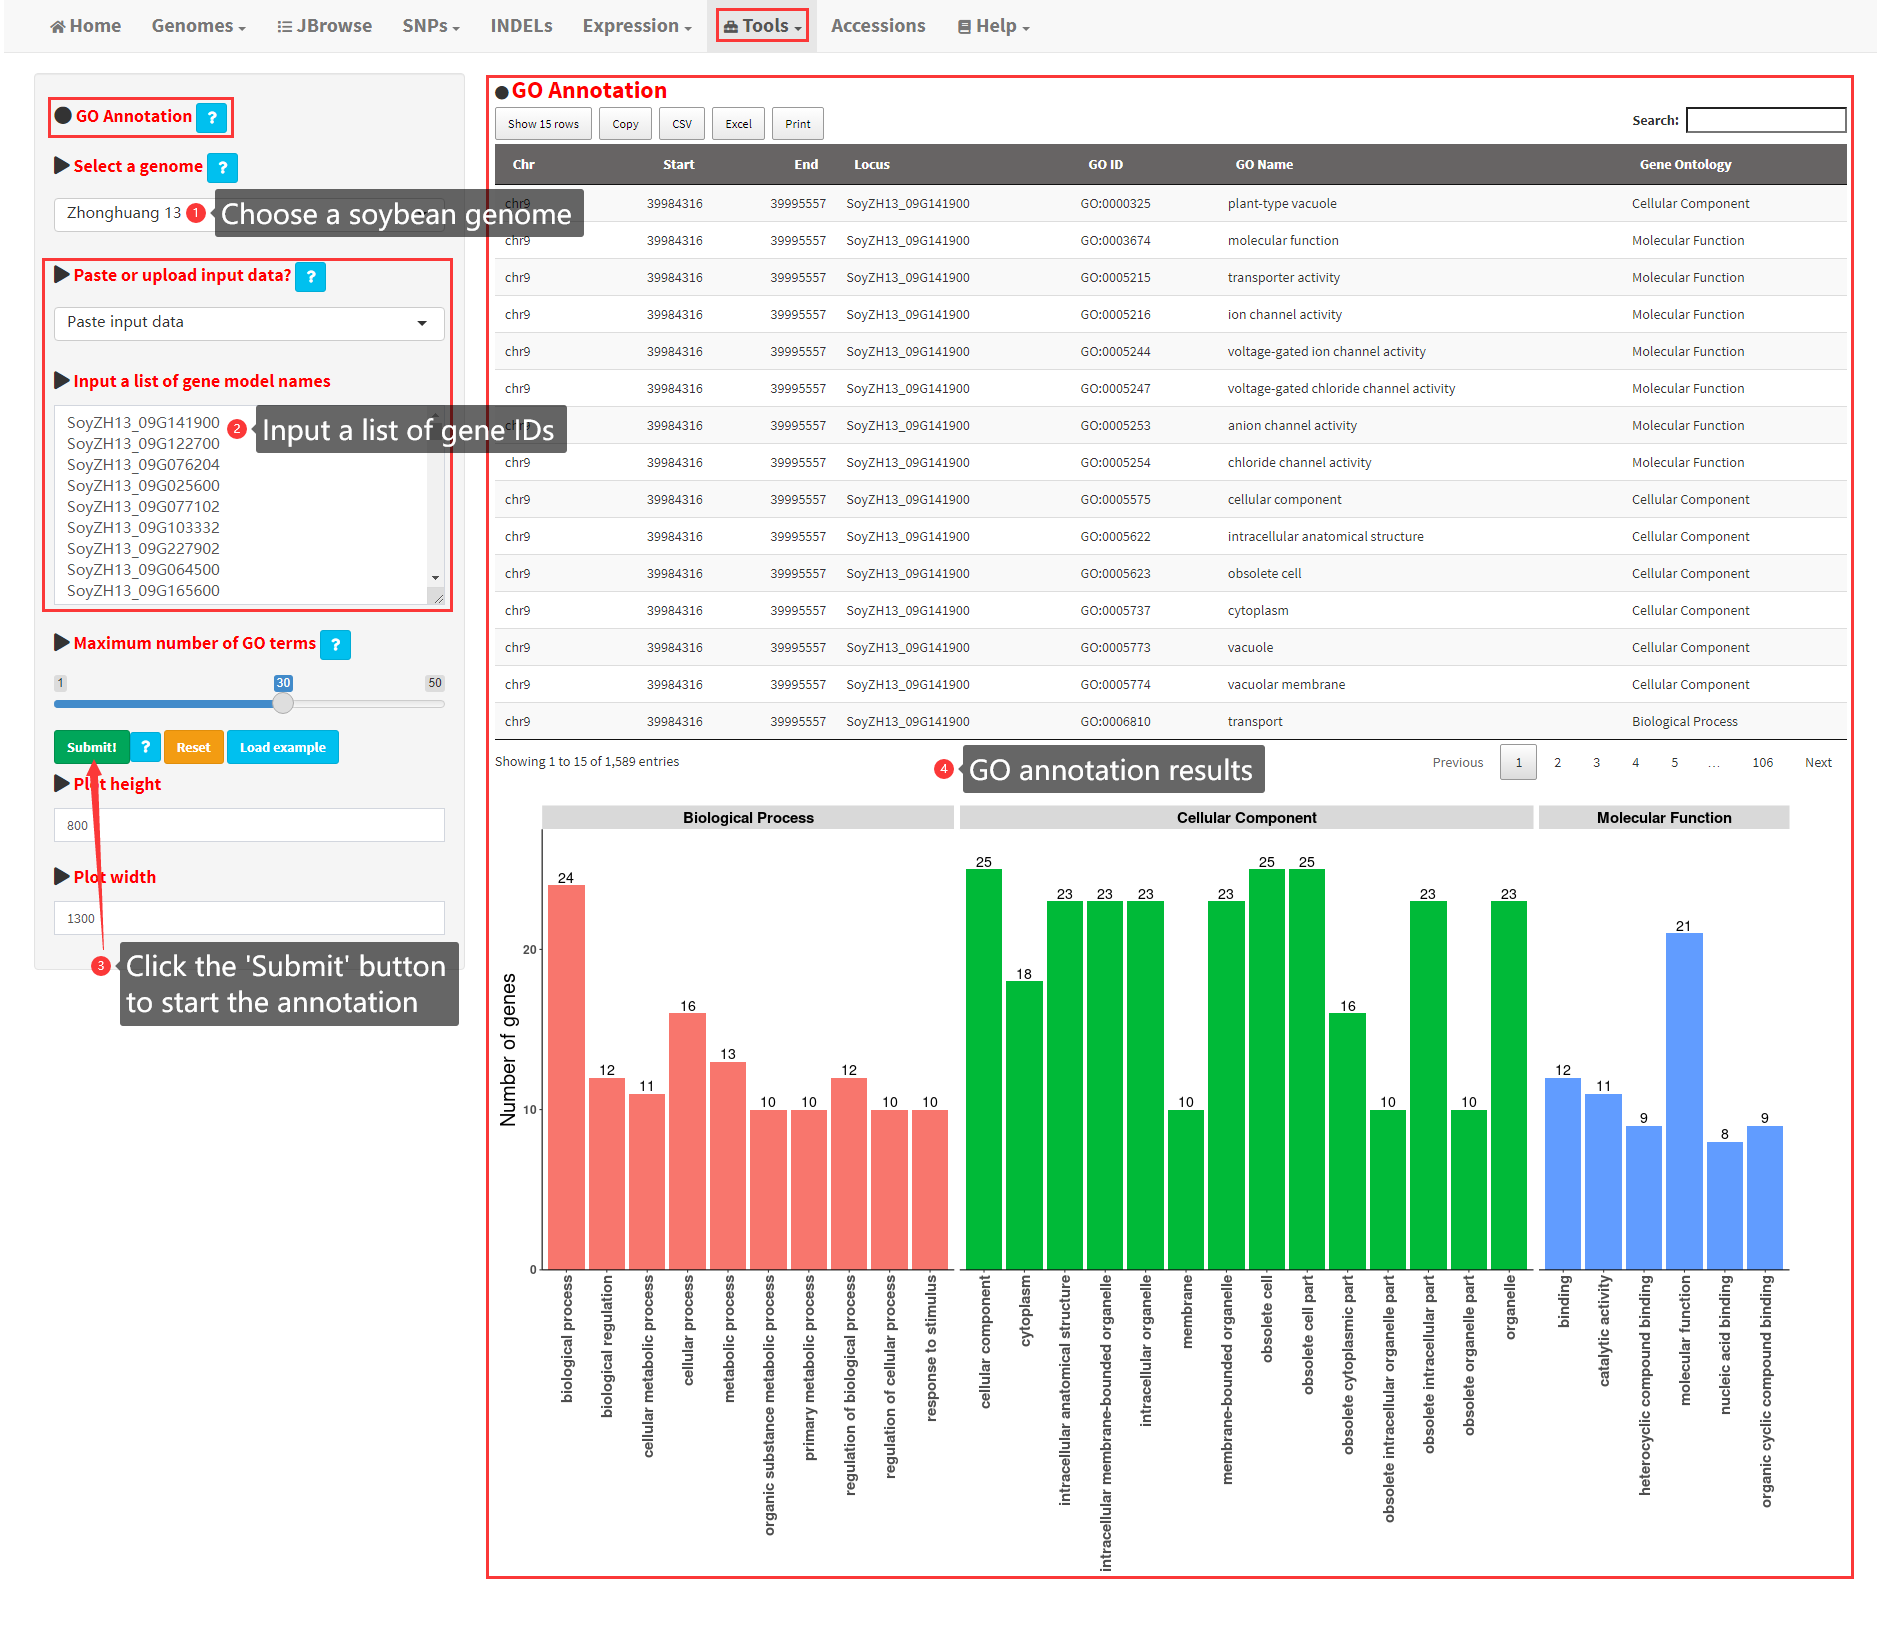 Home Genomes JBrowse SNPs INDELs Expression Tools Accessions Help
GO Annotation ?
Select a genome ?
Zhonghuang 13 1 Choose a soybean genome
Paste or upload input data? ?
Paste input data
Input a list of gene model names
SoyZH13_09G141900
SoyZH13_09G122700
SoyZH13_09G076204
SoyZH13_09G025600
SoyZH13_09G077102
SoyZH13_09G103332
SoyZH13_09G227902
SoyZH13_09G064500
SoyZH13_09G165600
2 Input a list of gene IDs
Maximum number of GO terms ?
1 30 50
Submit! ? Reset Load example
Plot height
800
Plot width
1300
3 Click the 'Submit' button
to start the annotation
GO Annotation
Show 15 rows Copy CSV Excel Print Search:
Chr Start End Locus GO ID GO Name Gene Ontology
chr9 39984316 39995557 SoyZH13_09G141900 GO:0000325 plant-type vacuole Cellular Component
chr9 39984316 39995557 SoyZH13_09G141900 GO:0003674 molecular function Molecular Function
chr9 39984316 39995557 SoyZH13_09G141900 GO:0005215 transporter activity Molecular Function
chr9 39984316 39995557 SoyZH13_09G141900 GO:0005216 ion channel activity Molecular Function
chr9 39984316 39995557 SoyZH13_09G141900 GO:0005244 voltage-gated ion channel activity Molecular Function
chr9 39984316 39995557 SoyZH13_09G141900 GO:0005247 voltage-gated chloride channel activity Molecular Function
chr9 39984316 39995557 SoyZH13_09G141900 GO:0005253 anion channel activity Molecular Function
chr9 39984316 39995557 SoyZH13_09G141900 GO:0005254 chloride channel activity Molecular Function
chr9 39984316 39995557 SoyZH13_09G141900 GO:0005575 cellular component Cellular Component
chr9 39984316 39995557 SoyZH13_09G141900 GO:0005622 intracellular anatomical structure Cellular Component
chr9 39984316 39995557 SoyZH13_09G141900 GO:0005623 obsolete cell Cellular Component
chr9 39984316 39995557 SoyZH13_09G141900 GO:0005737 cytoplasm Cellular Component
chr9 39984316 39995557 SoyZH13_09G141900 GO:0005773 vacuole Cellular Component
chr9 39984316 39995557 SoyZH13_09G141900 GO:0005774 vacuolar membrane Cellular Component
chr9 39984316 39995557 SoyZH13_09G141900 GO:0006810 transport Biological Process
Showing 1 to 15 of 1,589 entries
4 GO annotation results
Previous 1 2 3 4 5 … 106 Next
Biological Process Cellular Component Molecular Function
Number of genes
20
10
0
24 12 11 16 13 10 10 12 10 10
25 18 23 23 23 10 23 25 25 16 10 23 10 23
12 11 9 21 8 9
biological process
biological regulation
cellular metabolic process
cellular process
metabolic process
organic substance metabolic process
primary metabolic process
regulation of biological process
regulation of cellular process
response to stimulus
cellular component
cytoplasm
intracellular anatomical structure
intracellular membrane-bounded organelle
intracellular organelle
membrane
membrane-bounded organelle
obsolete cell
obsolete cell part
obsolete cytoplasmic part
obsolete intracellular organelle part
obsolete intracellular part
obsolete organelle part
organelle
binding
catalytic activity
heterocyclic compound binding
molecular function
nucleic acid binding
organic cyclic compound binding